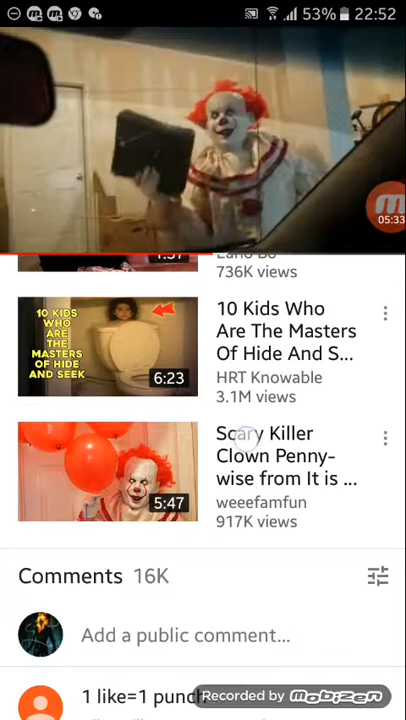 53% 22:52
05:33
736K views
10 KIDS
WHO
ARE
THE
MASTERS
OF HIDE
AND SEEK
6:23
10 Kids Who
Are The Masters
Of Hide And S...
HRT Knowable
3.1M views
5:47
Scary Killer
Clown Penny-
wise from It is ...
weeefamfun
917K views
Comments 16K
Add a public comment...
1 like=1 punch
Recorded by mobizen